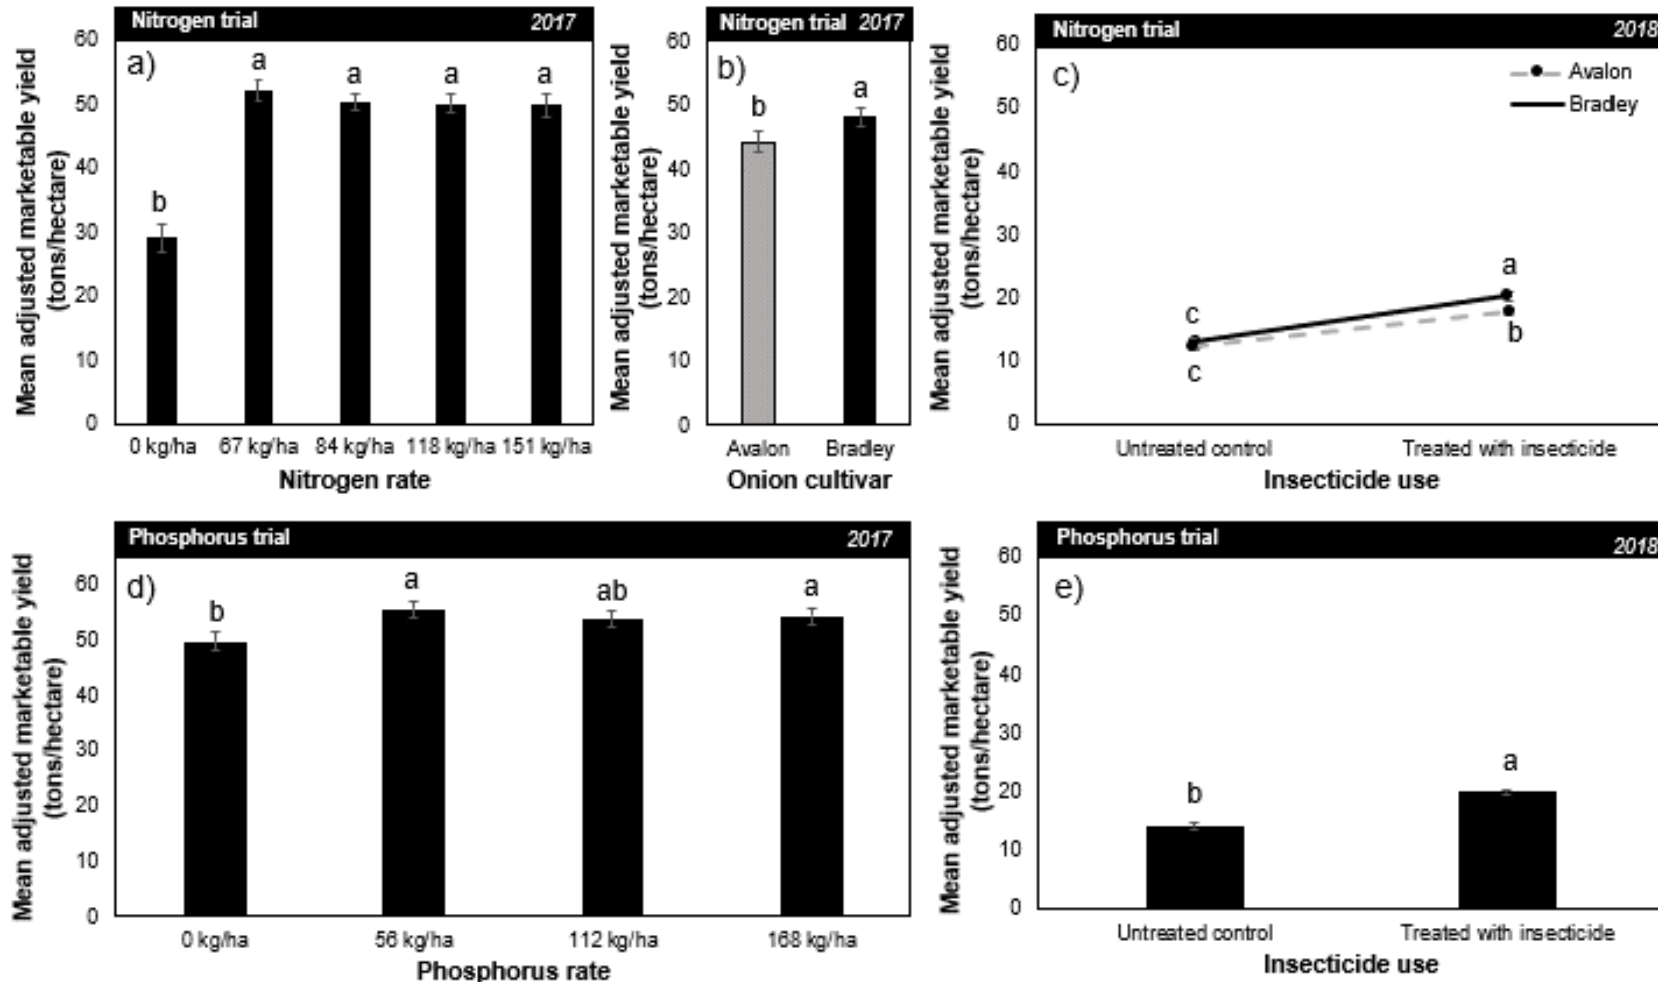 Nitrogen trial 2017
a)
Mean adjusted marketable yield
(tons/hectare)
60
50
40
30
20
10
0
b
a
a
a
a
0 kg/ha 67 kg/ha 84 kg/ha 118 kg/ha 151 kg/ha
Nitrogen rate
Nitrogen trial 2017
b)
Mean adjusted marketable yield
(tons/hectare)
60
50
40
30
20
10
0
b
a
Avalon Bradley
Onion cultivar
Nitrogen trial 2018
c)
Mean adjusted marketable yield
(tons/hectare)
60
50
40
30
20
10
0
Avalon
Bradley
c
c
a
b
Untreated control Treated with insecticide
Insecticide use
Phosphorus trial 2017
d)
Mean adjusted marketable yield
(tons/hectare)
60
50
40
30
20
10
0
b
a
ab
a
0 kg/ha 56 kg/ha 112 kg/ha 168 kg/ha
Phosphorus rate
Phosphorus trial 2018
e)
Mean adjusted marketable yield
(tons/hectare)
60
50
40
30
20
10
0
b
a
Untreated control Treated with insecticide
Insecticide use